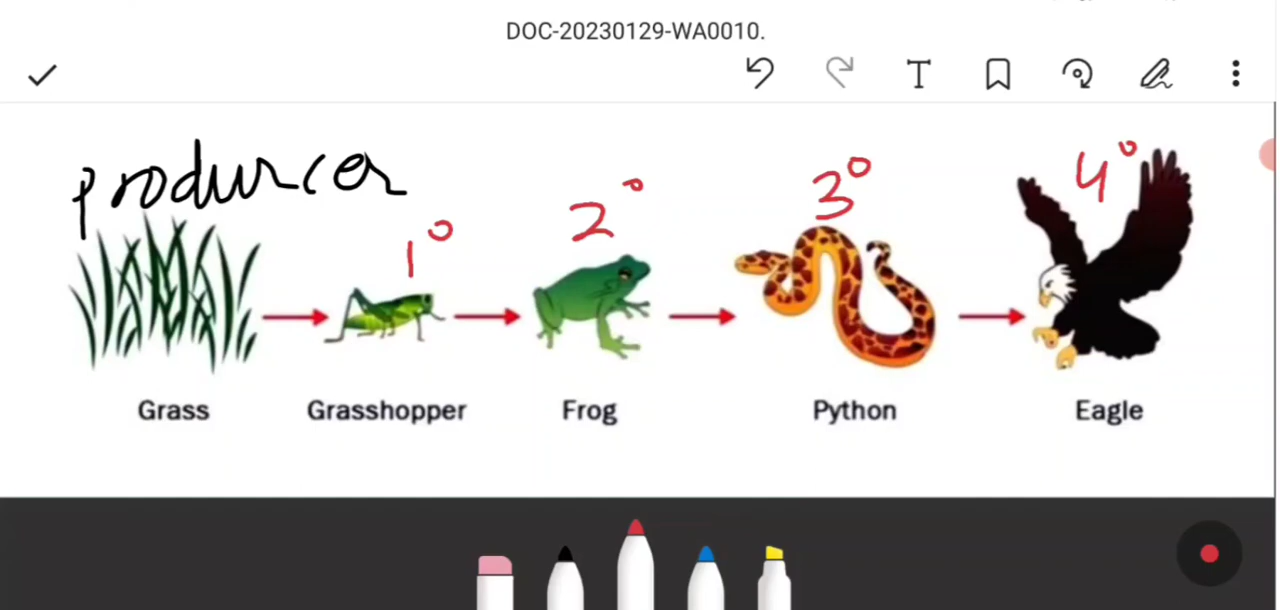 DOC-20230129-WA0010.
T
producer
1° 2° 3° 4°
Grass Grasshopper Frog Python Eagle